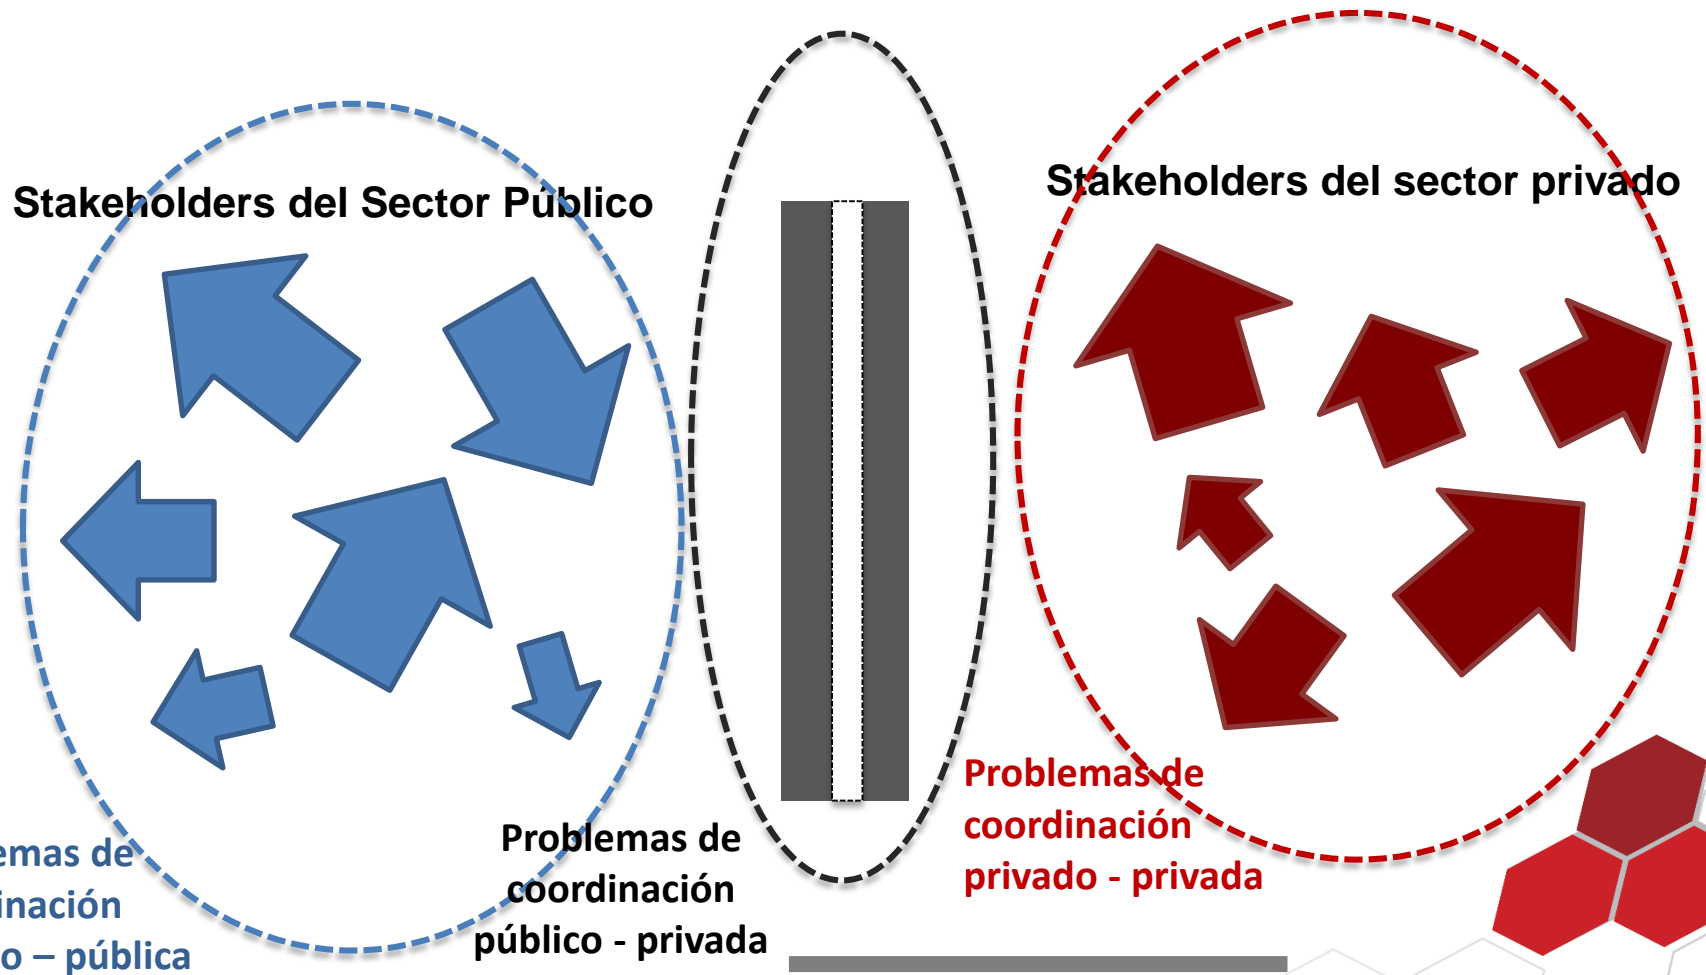 Stakeholders del Sector Público
Stakeholders del sector privado
Problemas de
coordinación
privado - privada
Problemas de
coordinación
público - privada
emas de
inación
o – pública